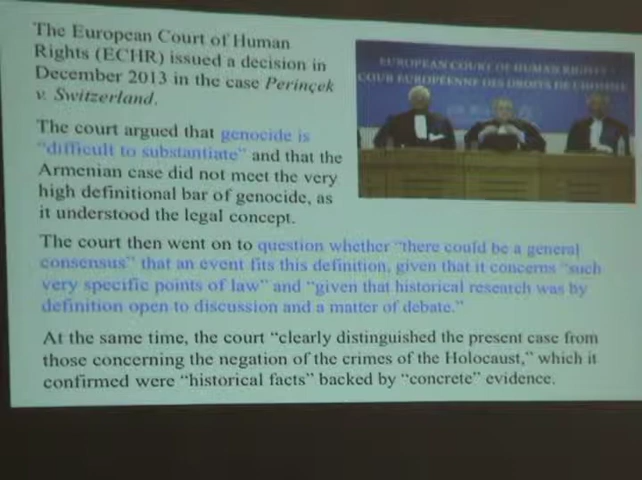 The European Court of Human
Rights (ECHR) issued a decision in
December 2013 in the case Perinçek
v. Switzerland.
The court argued that genocide is
"difficult to substantiate" and that the
Armenian case did not meet the very
high definitional bar of genocide, as
it understood the legal concept.
EUROPEAN COURT OF HUMAN RIGHTS
COUR EUROPÉENNE DES DROITS DE L'HOMME
The court then went on to question whether "there could be a general
consensus" that an event fits this definition, given that it concerns "such
very specific points of law" and "given that historical research was by
definition open to discussion and a matter of debate."
At the same time, the court "clearly distinguished the present case from
those concerning the negation of the crimes of the Holocaust," which it
confirmed were "historical facts" backed by "concrete" evidence.